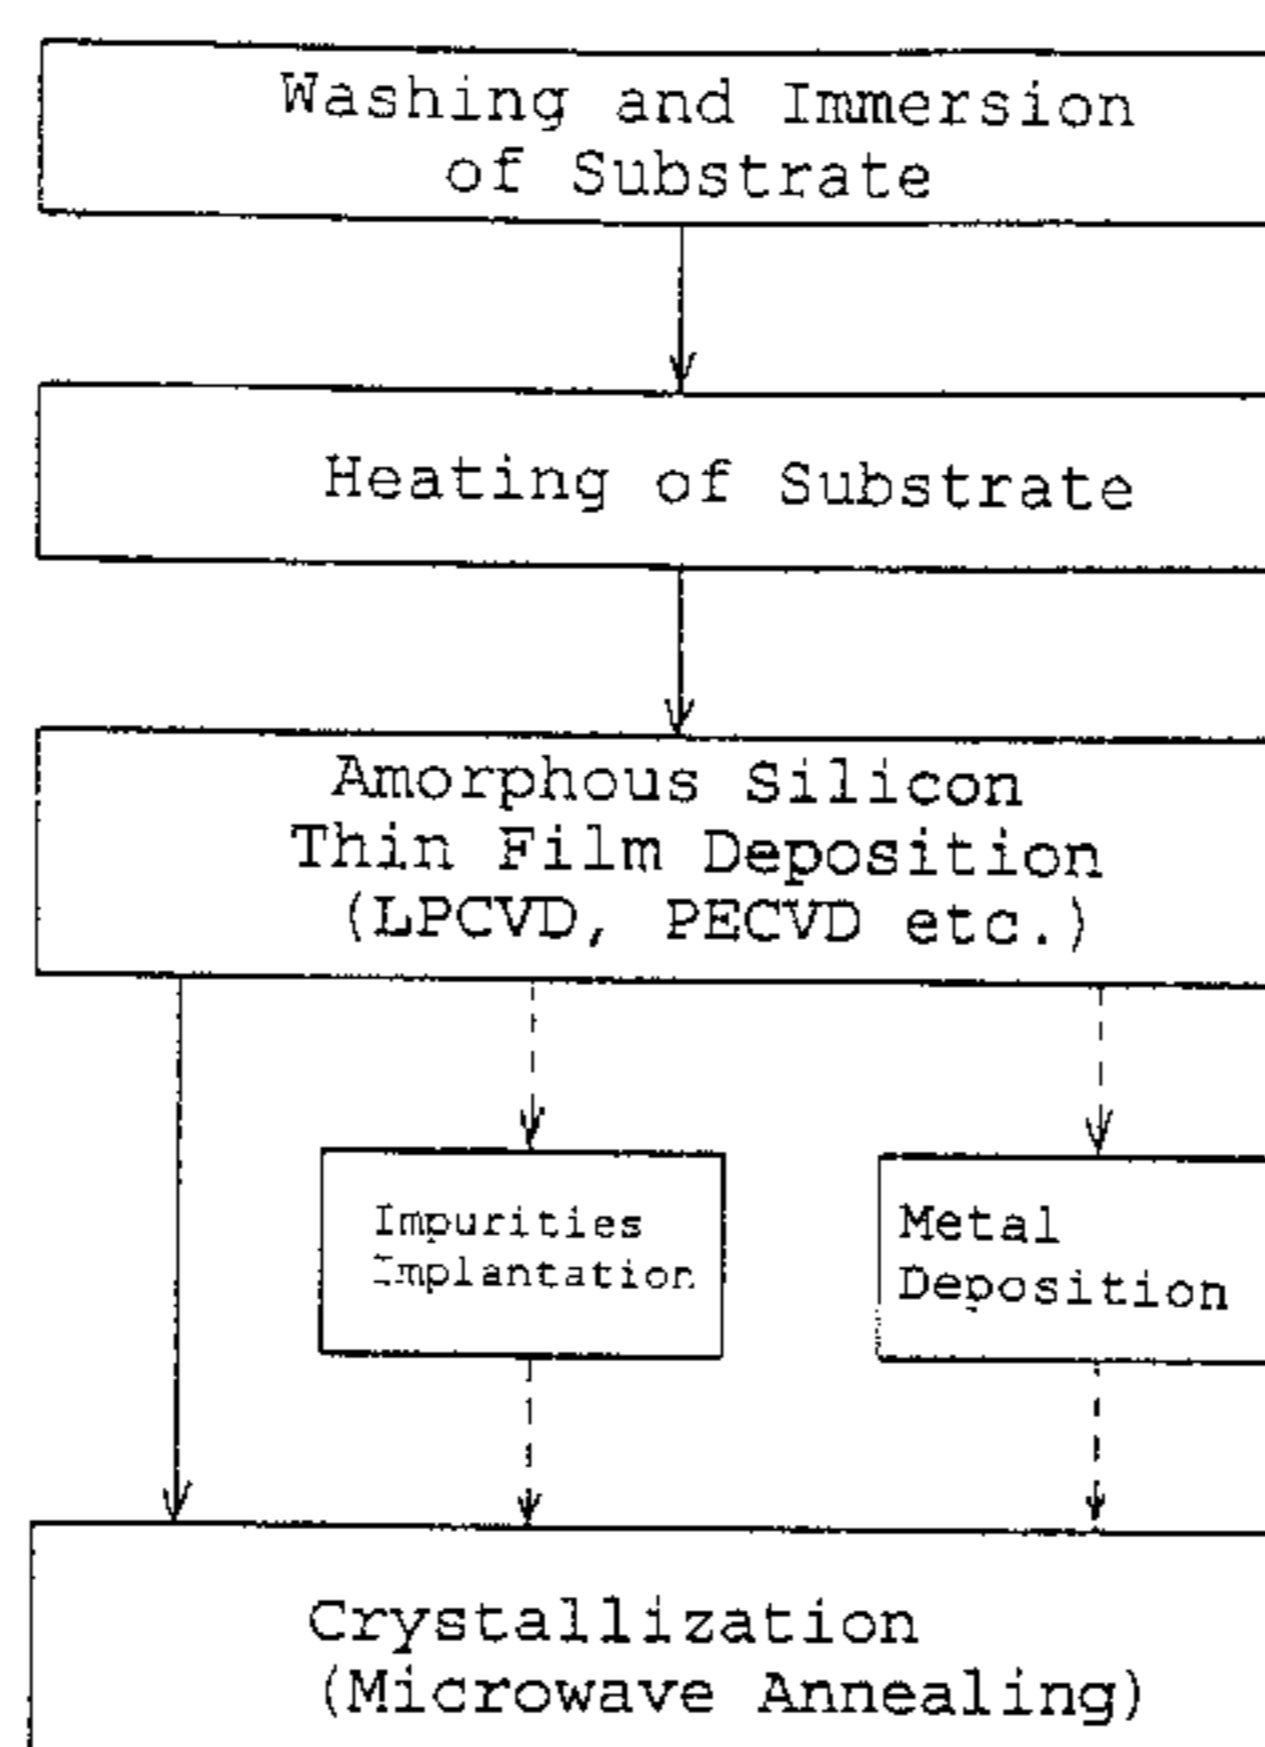 Washing and Immersion
of Substrate
Heating of Substrate
Amorphous Silicon
Thin Film Deposition
(LPCVD, PECVD etc.)
Impurities
Implantation
Metal
Deposition
Crystallization
(Microwave Annealing)